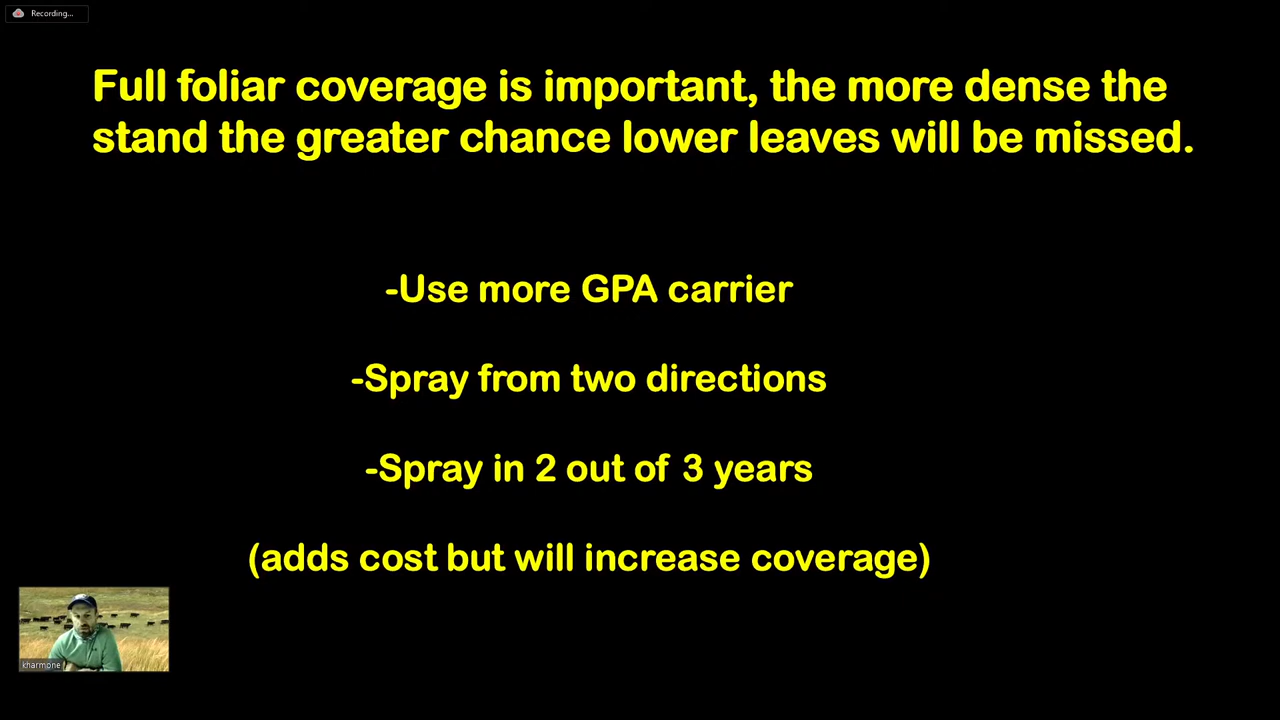 Recording...
Full foliar coverage is important, the more dense the
stand the greater chance lower leaves will be missed.
-Use more GPA carrier
-Spray from two directions
-Spray in 2 out of 3 years
(adds cost but will increase coverage)
kharmone